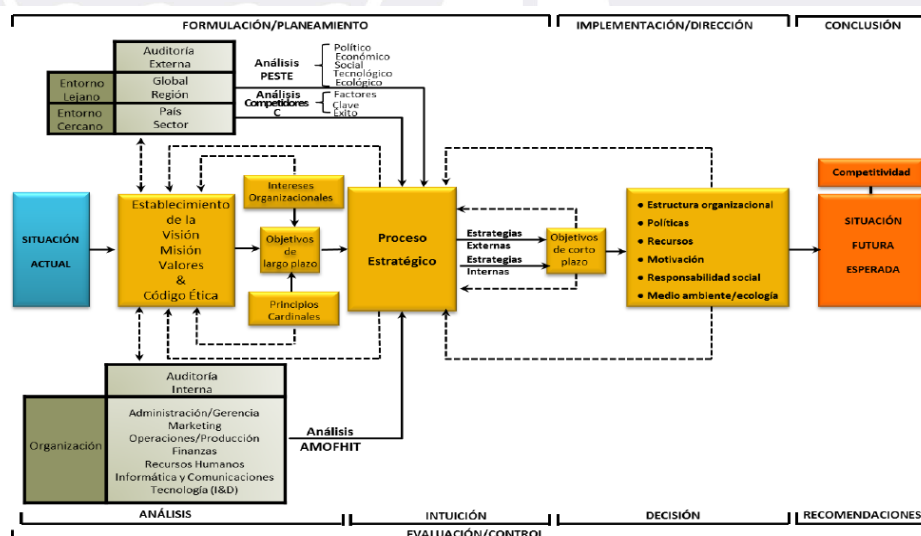 FORMULACIÓN/PLANEAMIENTO
IMPLEMENTACIÓN/DIRECCIÓN
CONCLUSIÓN
Auditoría
Externa
Entorno
Lejano
Global
Región
Entorno
Cercano
País
Sector
Análisis
PESTE
Político
Económico
Social
Tecnológico
Ecológico
Análisis
Competidores
C
Factores
Clave
Éxito
SITUACIÓN
ACTUAL
Establecimiento
de la
Visión
Misión
Valores
&
Código Ética
Intereses
Organizacionales
Objetivos
de
largo plazo
Principios
Cardinales
Proceso
Estratégico
Estrategias
Externas
Estrategias
Internas
Objetivos
de corto
plazo
• Estructura organizacional
• Políticas
• Recursos
• Motivación
• Responsabilidad social
• Medio ambiente/ecología
Competitividad
SITUACIÓN
FUTURA
ESPERADA
Auditoría
Interna
Organización
Administración/Gerencia
Marketing
Operaciones/Producción
Finanzas
Recursos Humanos
Informática y Comunicaciones
Tecnología (I&D)
Análisis
AMOFHIT
ANÁLISIS
INTUICIÓN
DECISIÓN
RECOMENDACIONES
EVALUACIÓN/CONTROL